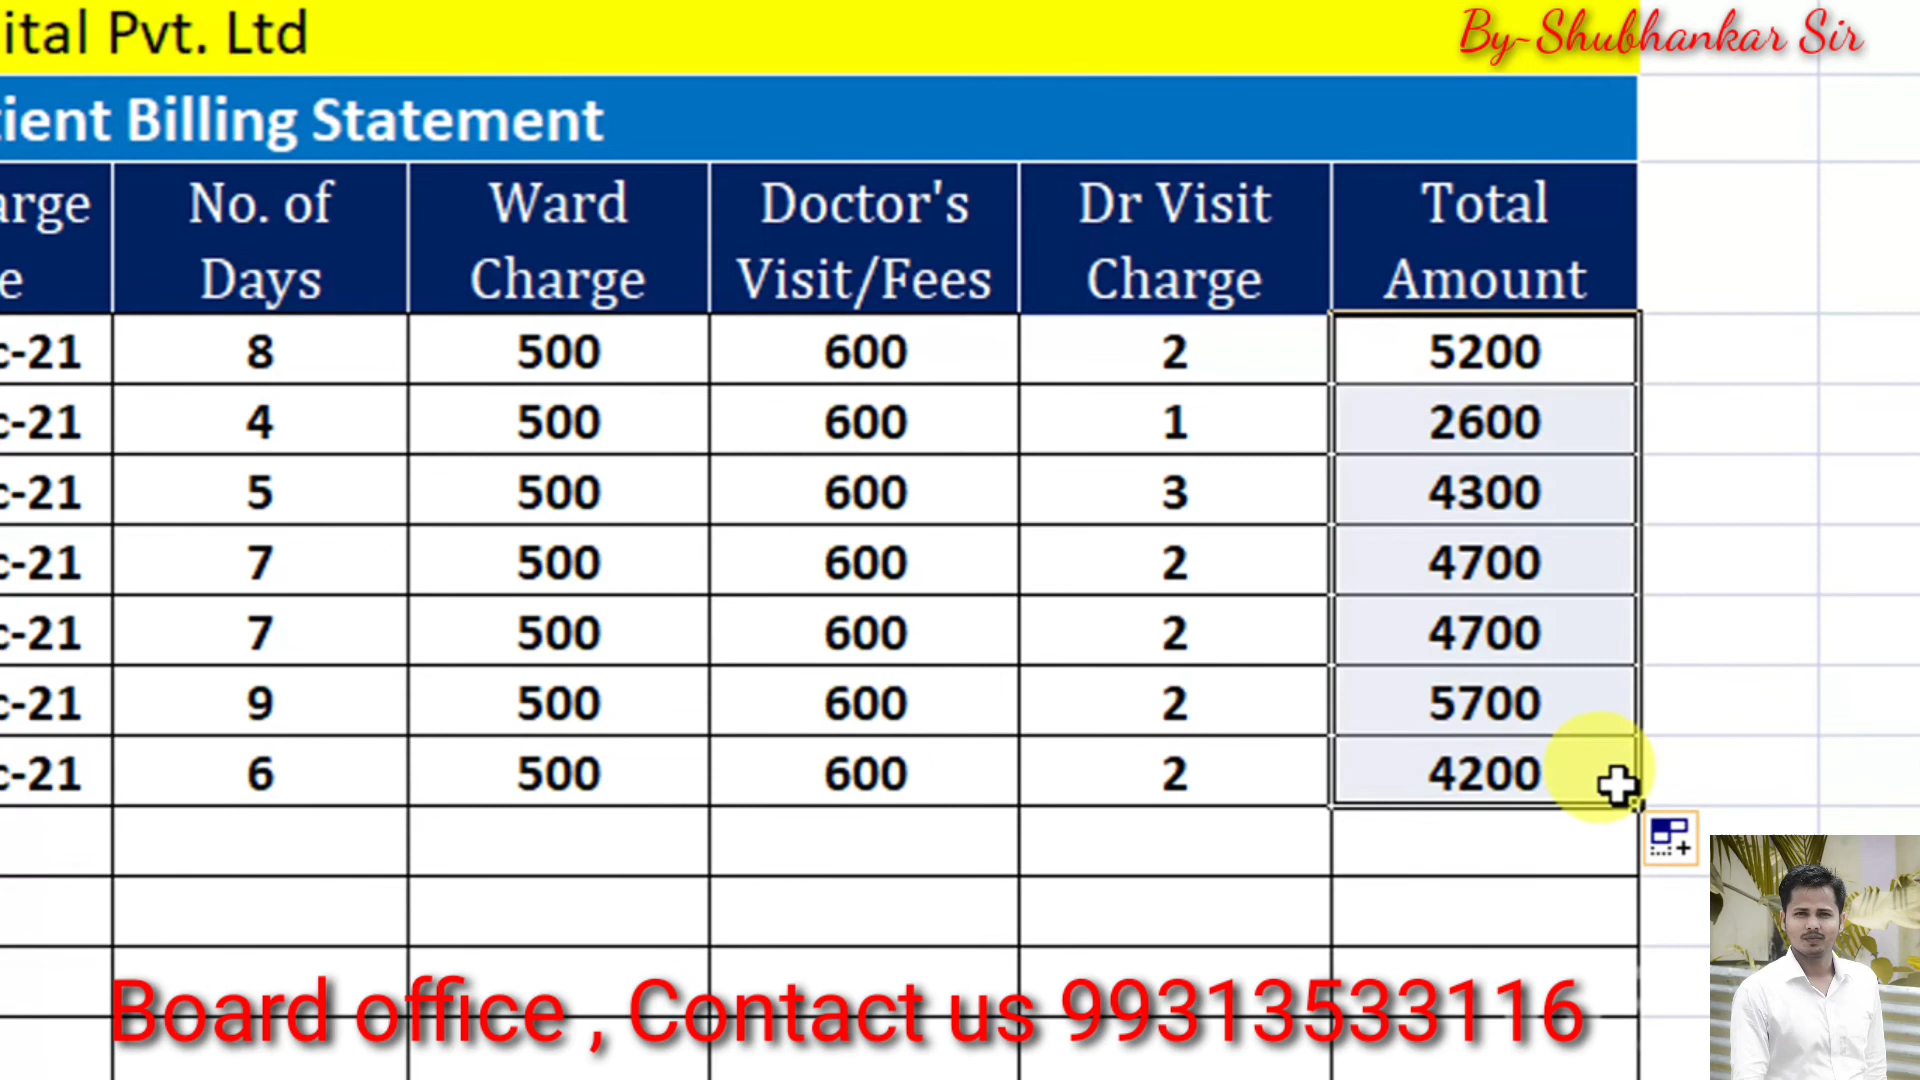 ital Pvt. Ltd
By-Shubhankar Sir
tient Billing Statement
arge No. of Ward Doctor's Dr Visit Total
e Days Charge Visit/Fees Charge Amount
c-21 8 500 600 2 5200
c-21 4 500 600 1 2600
c-21 5 500 600 3 4300
c-21 7 500 600 2 4700
c-21 7 500 600 2 4700
c-21 9 500 600 2 5700
c-21 6 500 600 2 4200
Board office , Contact us 99313533116